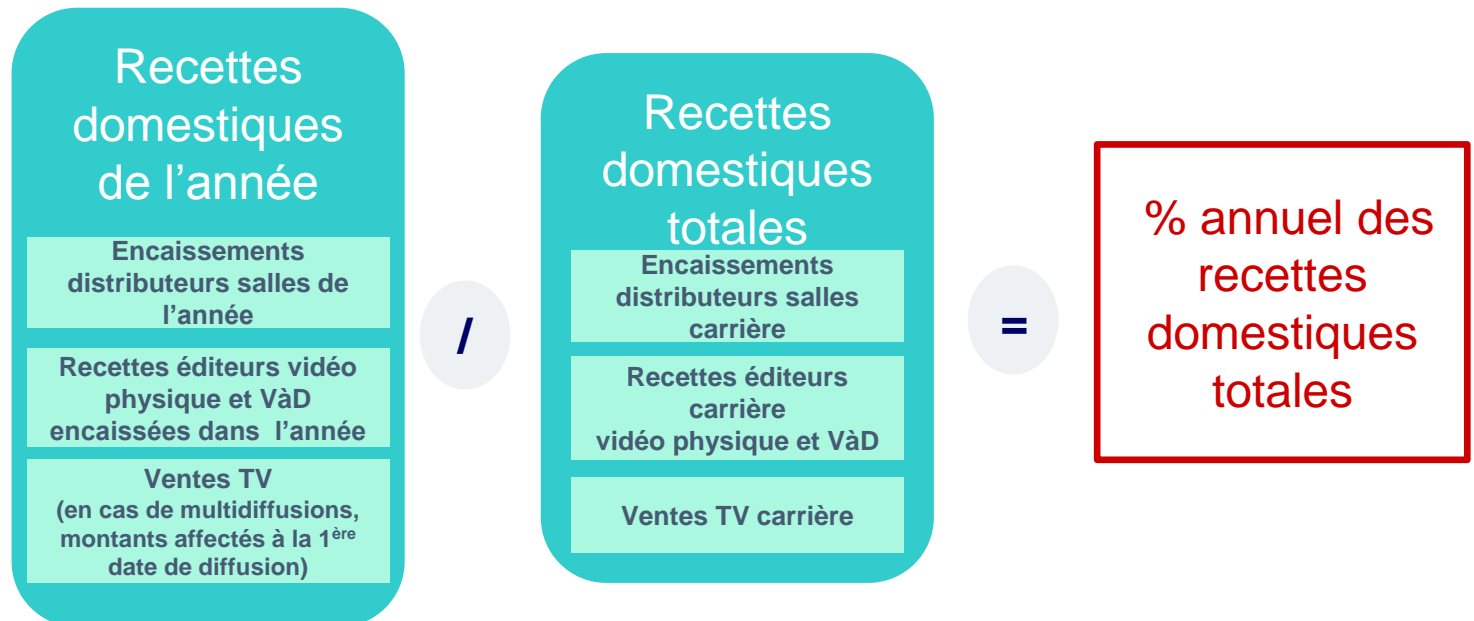 Recettes
domestiques
de l’année
Encaissements
distributeurs salles de
l’année
Recettes éditeurs vidéo
physique et VàD
encaissées dans l’année
Ventes TV
(en cas de multidiffusions,
montants affectés à la 1ère
date de diffusion)
/
Recettes
domestiques
totales
Encaissements
distributeurs salles
carrière
Recettes éditeurs
carrière
vidéo physique et VàD
Ventes TV carrière
=
% annuel des
recettes
domestiques
totales